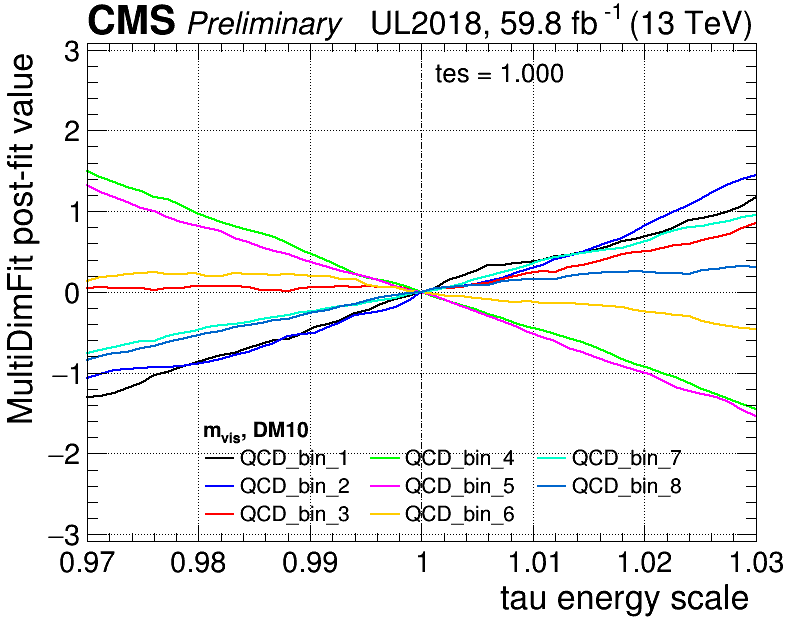 CMS Preliminary UL2018, 59.8 fb⁻¹ (13 TeV)
MultiDimFit post-fit value
3
2
1
0
−1
−2
−3
tes = 1.000
m_vis, DM10
QCD_bin_1 QCD_bin_4 QCD_bin_7
QCD_bin_2 QCD_bin_5 QCD_bin_8
QCD_bin_3 QCD_bin_6
0.97 0.98 0.99 1 1.01 1.02 1.03
tau energy scale